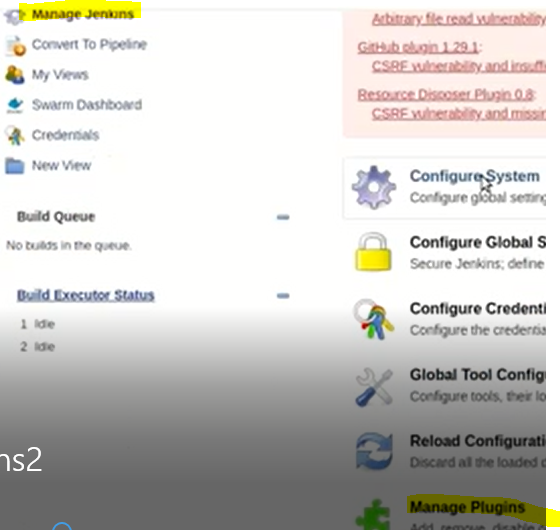 Manage Jenkins
Convert To Pipeline
My Views
Swarm Dashboard
Credentials
New View
Build Queue
No builds in the queue.
Build Executor Status
1 Idle
2 Idle
ns2
Arbitrary file read vulnerability
GitHub plugin 1.29.1:
CSRF vulnerability and insuffi
Resource Disposer Plugin 0.8:
CSRF vulnerability and missin
Configure System
Configure global setting
Configure Global S
Secure Jenkins; define
Configure Credenti
Configure the credentia
Global Tool Config
Configure tools, their lo
Reload Configurati
Discard all the loaded d
Manage Plugins
Add, remove, disable o